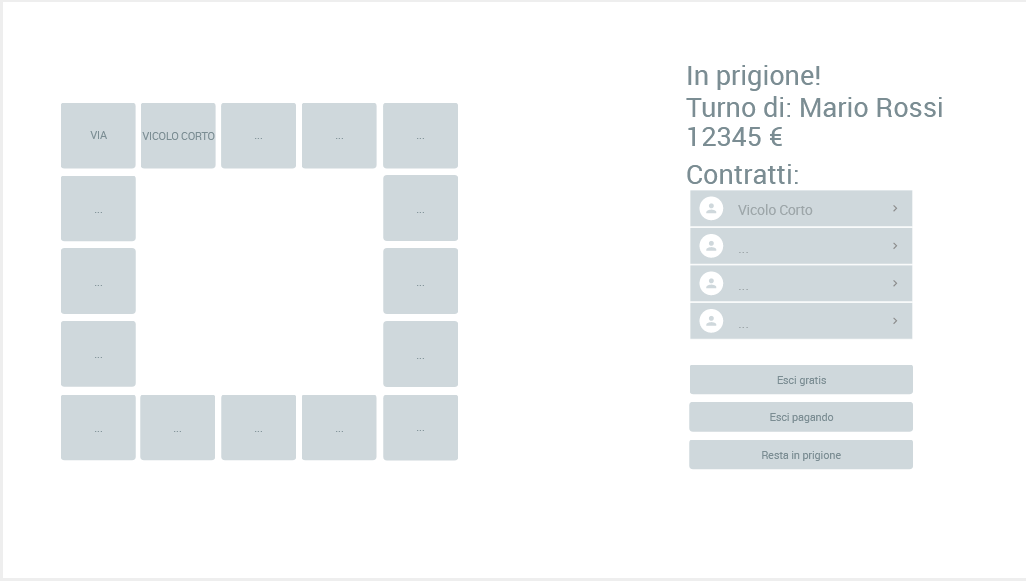 VIA
VICOLO CORTO
...
...
...
...
...
...
...
...
...
...
...
...
...
...
In prigione!
Turno di: Mario Rossi
12345 €
Contratti:
Vicolo Corto
...
...
...
Esci gratis
Esci pagando
Resta in prigione